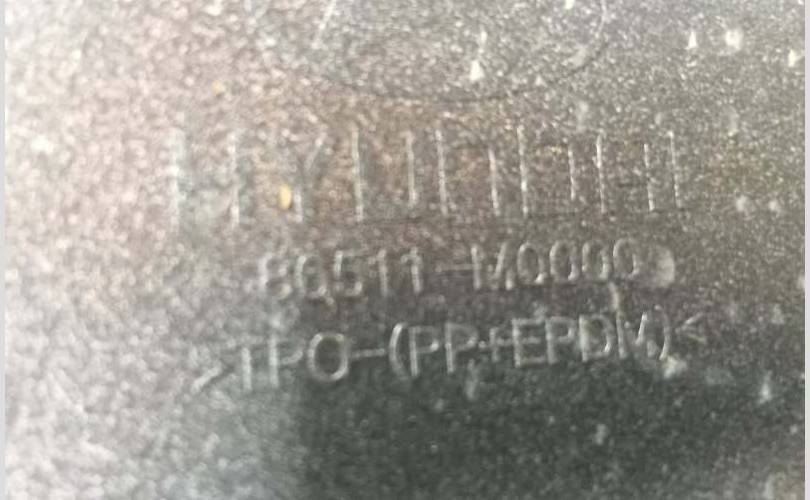 HYUNDAI
86511-M0000
>TPO-(PP+EPDM)<